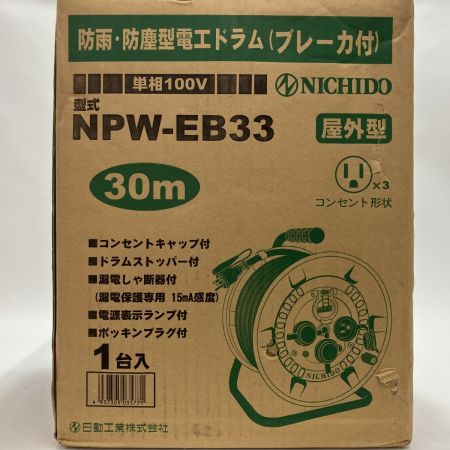 防雨・防塵型電工ドラム(ブレーカ付)
単相100V
NICHIDO
型式
NPW-EB33
屋外型
30m
×3
コンセント形状
■コンセントキャップ付
■ドラムストッパー付
■漏電しゃ断器付
(漏電保護専用 15mA感度)
■電源表示ランプ付
■ポッキンプラグ付
1台入
NICHIDO
日動工業株式会社